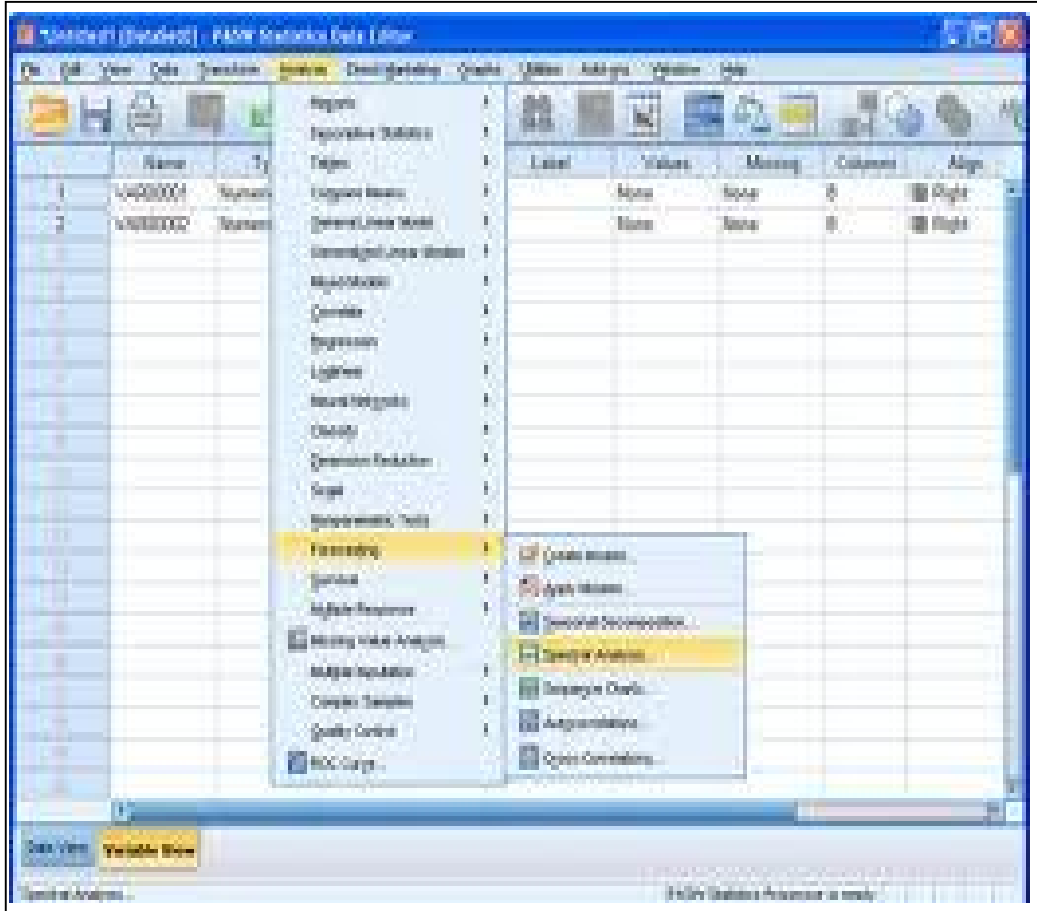 *Untitled1 [DataSet0] - PASW Statistics Data Editor
File Edit View Data Transform Analyze Direct Marketing Graphs Utilities Add-ons Window Help
Name Label Values Missing Columns Align
1 VAR00001 Numeric None None 8 Right
2 VAR00002 Numeric None None 8 Right
Reports
Descriptive Statistics
Tables
Compare Means
General Linear Model
Generalized Linear Models
Mixed Models
Correlate
Regression
Loglinear
Neural Networks
Classify
Dimension Reduction
Scale
Nonparametric Tests
Forecasting
Survival
Multiple Response
Missing Value Analysis...
Multiple Imputation
Complex Samples
Quality Control
ROC Curve...
Create Models...
Apply Models...
Seasonal Decomposition...
Spectral Analysis...
Sequence Charts...
Autocorrelations...
Cross-Correlations...
Data View Variable View
Spectral Analysis...
PASW Statistics Processor is ready